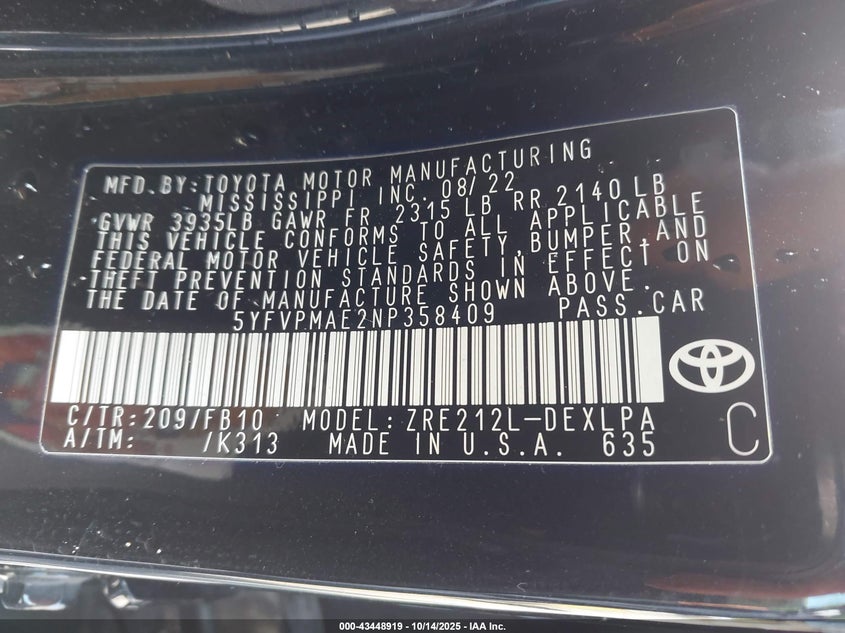 MFD. BY: TOYOTA MOTOR MANUFACTURING
MISSISSIPPI INC. 08/22
GVWR 3935LB GAWR FR 2315 LB RR 2140LB
THIS VEHICLE CONFORMS TO ALL APPLICABLE
FEDERAL MOTOR VEHICLE SAFETY,BUMPER,AND
THEFT PREVENTION STANDARDS IN EFFECT ON
THE DATE OF MANUFACTURE SHOWN ABOVE.
5YFVPMAE2NP358409 PASS.CAR
C/TR:209/FB10 MODEL:ZRE212L-DEXLPA
A/TM: /K313 MADE IN U.S.A. 635
C
000-43448919 - 10/14/2025 - IAA Inc.